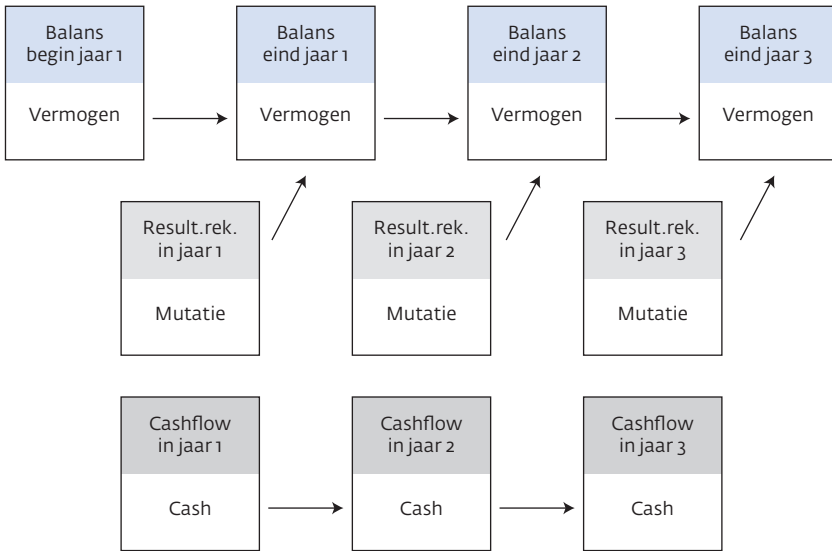 Balans
begin jaar 1
Vermogen
Balans
eind jaar 1
Vermogen
Balans
eind jaar 2
Vermogen
Balans
eind jaar 3
Vermogen
Result.rek.
in jaar 1
Mutatie
Result.rek.
in jaar 2
Mutatie
Result.rek.
in jaar 3
Mutatie
Cashflow
in jaar 1
Cash
Cashflow
in jaar 2
Cash
Cashflow
in jaar 3
Cash